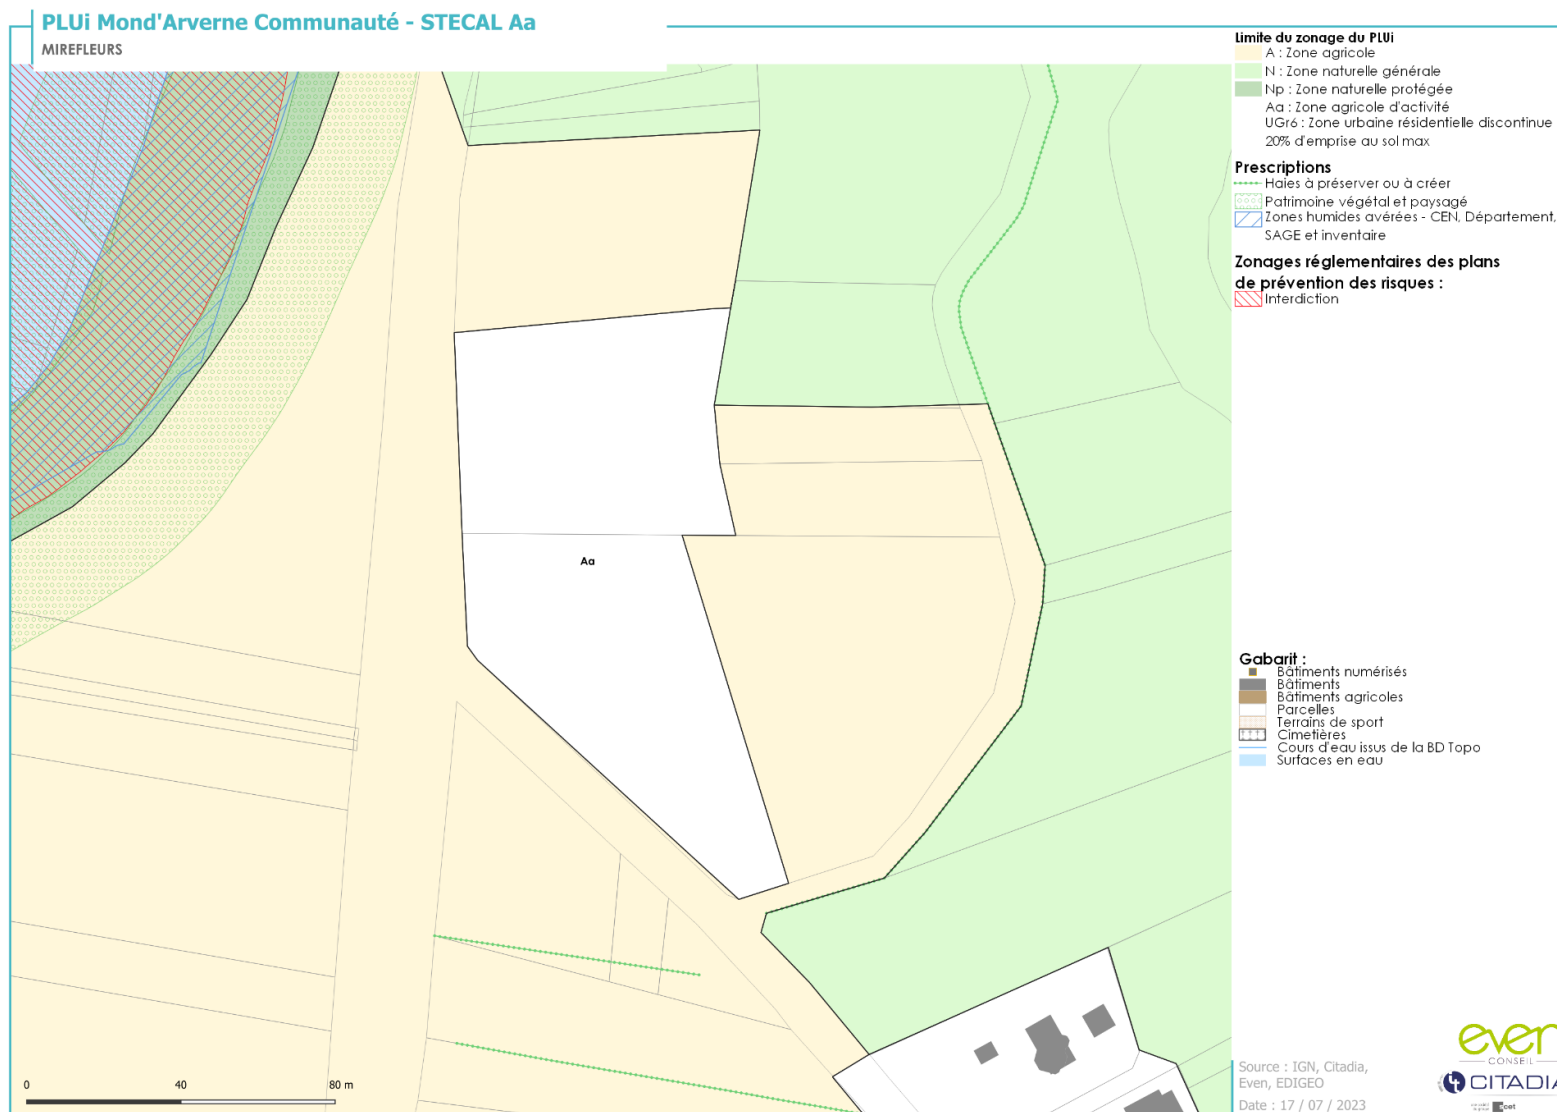 PLUi Mond'Arverne Communauté - STECAL Aa
MIREFLEURS
Limite du zonage du PLUi
A : Zone agricole
N : Zone naturelle générale
Np : Zone naturelle protégée
Aa : Zone agricole d'activité
UGr6 : Zone urbaine résidentielle discontinue
20% d'emprise au sol max
Prescriptions
Haies à préserver ou à créer
Patrimoine végétal et paysagé
Zones humides avérées - CEN, Département,
SAGE et inventaire
Zonages réglementaires des plans
de prévention des risques :
Interdiction
Aa
Gabarit :
Bâtiments numérisés
Bâtiments
Bâtiments agricoles
Parcelles
Terrains de sport
Cimetières
Cours d'eau issus de la BD Topo
Surfaces en eau
0 40 80 m
Source : IGN, Citadia,
Even, EDIGEO
Date : 17 / 07 / 2023
even
CONSEIL
CITADIA